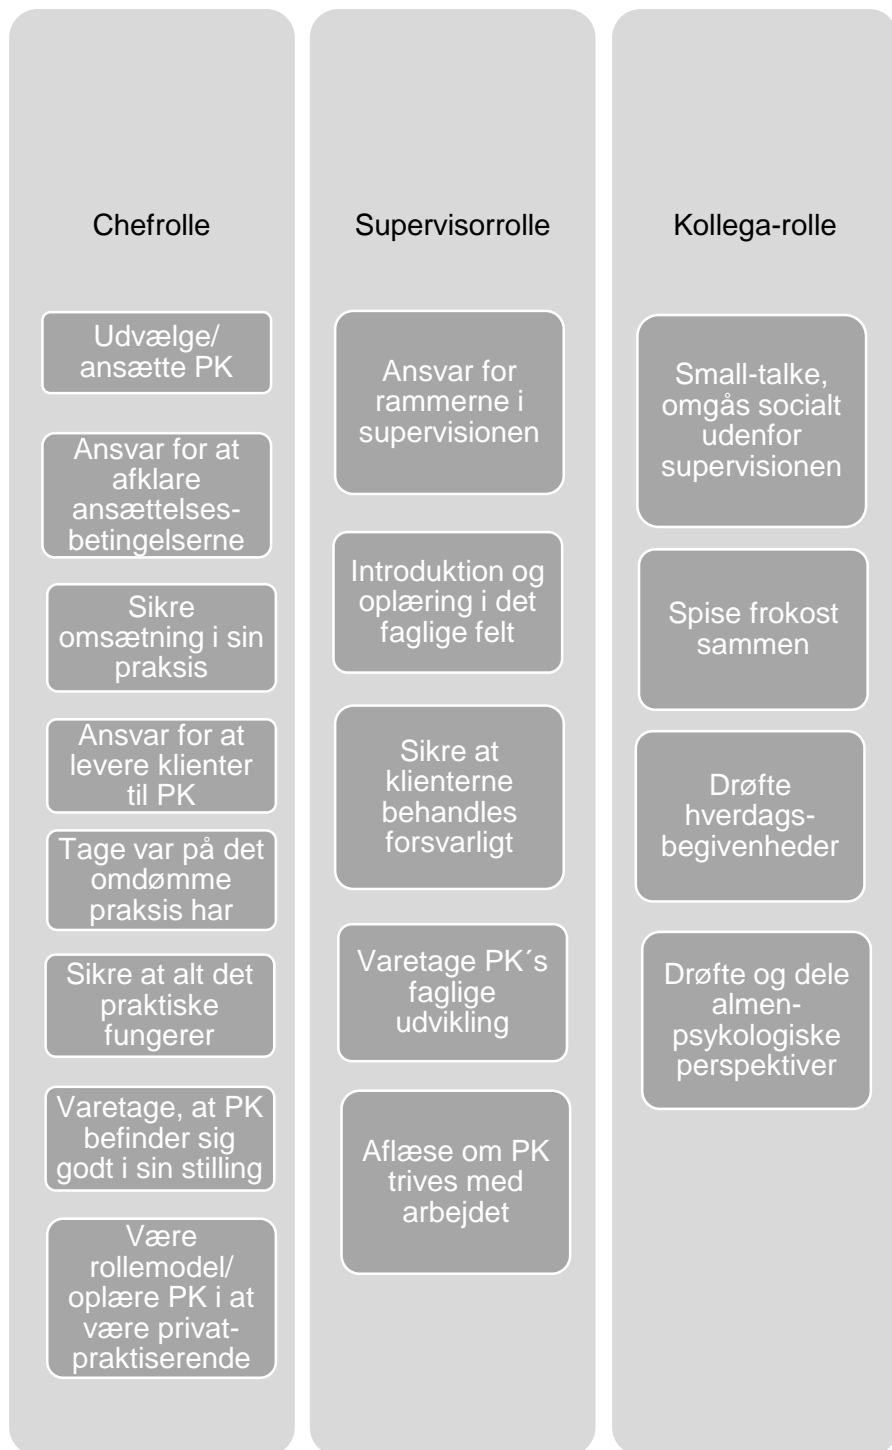 Chefrolle
Udvælge/
ansætte PK
Ansvar for at
afklare
ansættelses-
betingelserne
Sikre
omsætning i sin
praksis
Ansvar for at
levere klienter
til PK
Tage var på det
omdømme
praksis har
Sikre at alt det
praktiske
fungerer
Varetage, at PK
befinder sig
godt i sin stilling
Være
rollemodel/
oplære PK i at
være privat-
praktiserende
Supervisorrolle
Ansvar for
rammerne i
supervisionen
Introduktion og
oplæring i det
faglige felt
Sikre at
klienterne
behandles
forsvarligt
Varetage PK´s
faglige
udvikling
Aflæse om PK
trives med
arbejdet
Kollega-rolle
Small-talke,
omgås socialt
udenfor
supervisionen
Spise frokost
sammen
Drøfte
hverdags-
begivenheder
Drøfte og dele
almen-
psykologiske
perspektiver